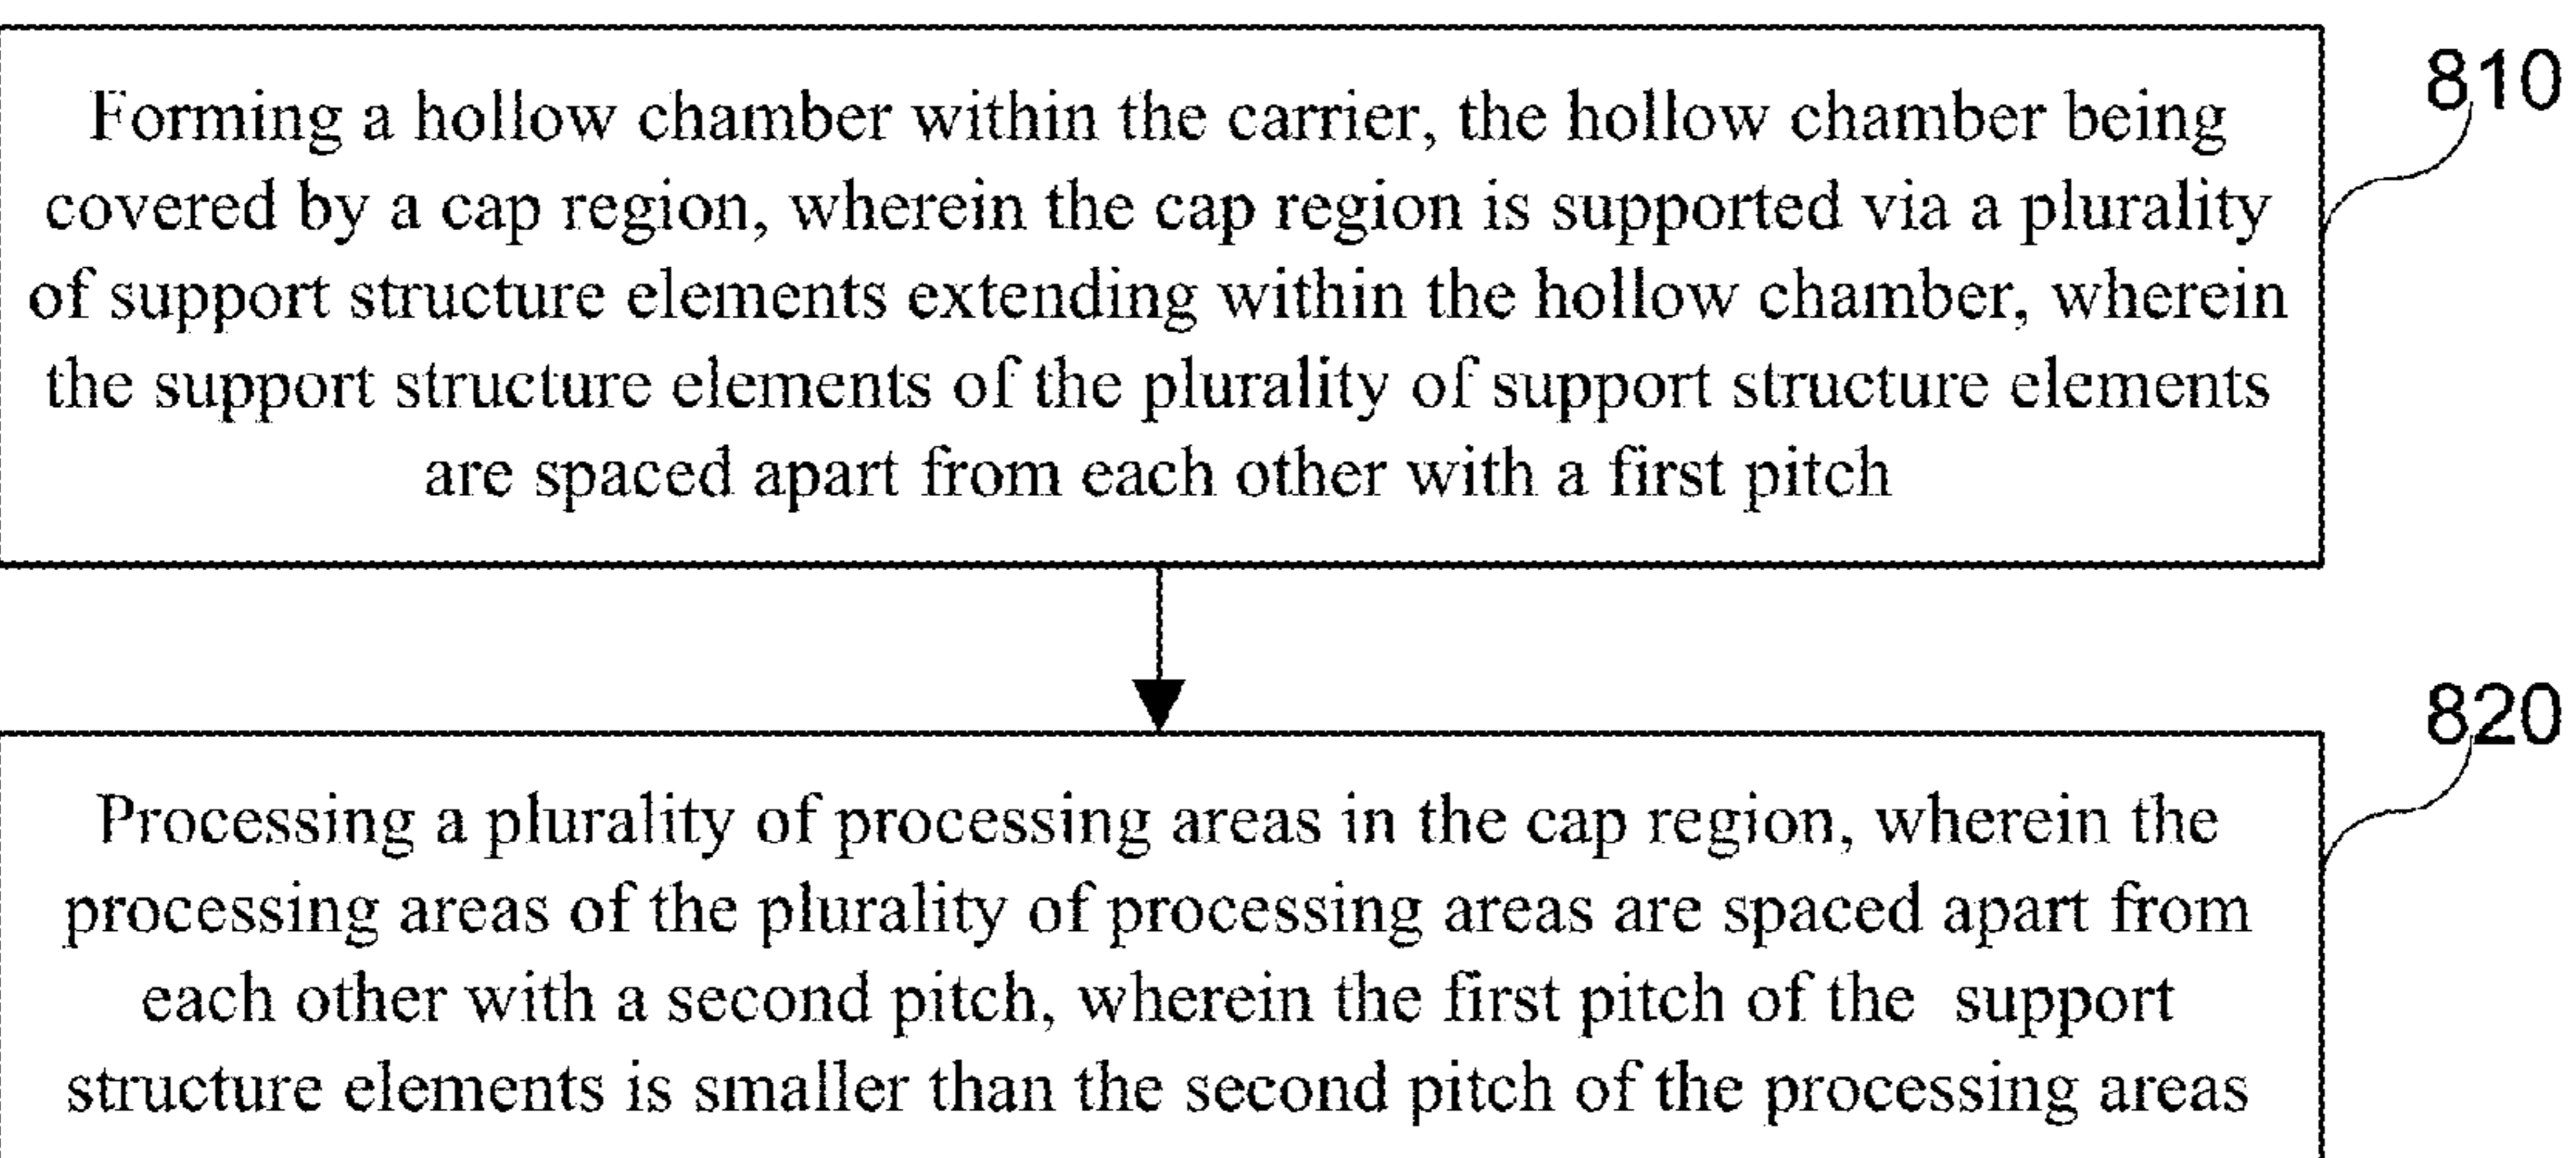 Forming a hollow chamber within the carrier, the hollow chamber being
covered by a cap region, wherein the cap region is supported via a plurality
of support structure elements extending within the hollow chamber, wherein
the support structure elements of the plurality of support structure elements
are spaced apart from each other with a first pitch
810
Processing a plurality of processing areas in the cap region, wherein the
processing areas of the plurality of processing areas are spaced apart from
each other with a second pitch, wherein the first pitch of the support
structure elements is smaller than the second pitch of the processing areas
820